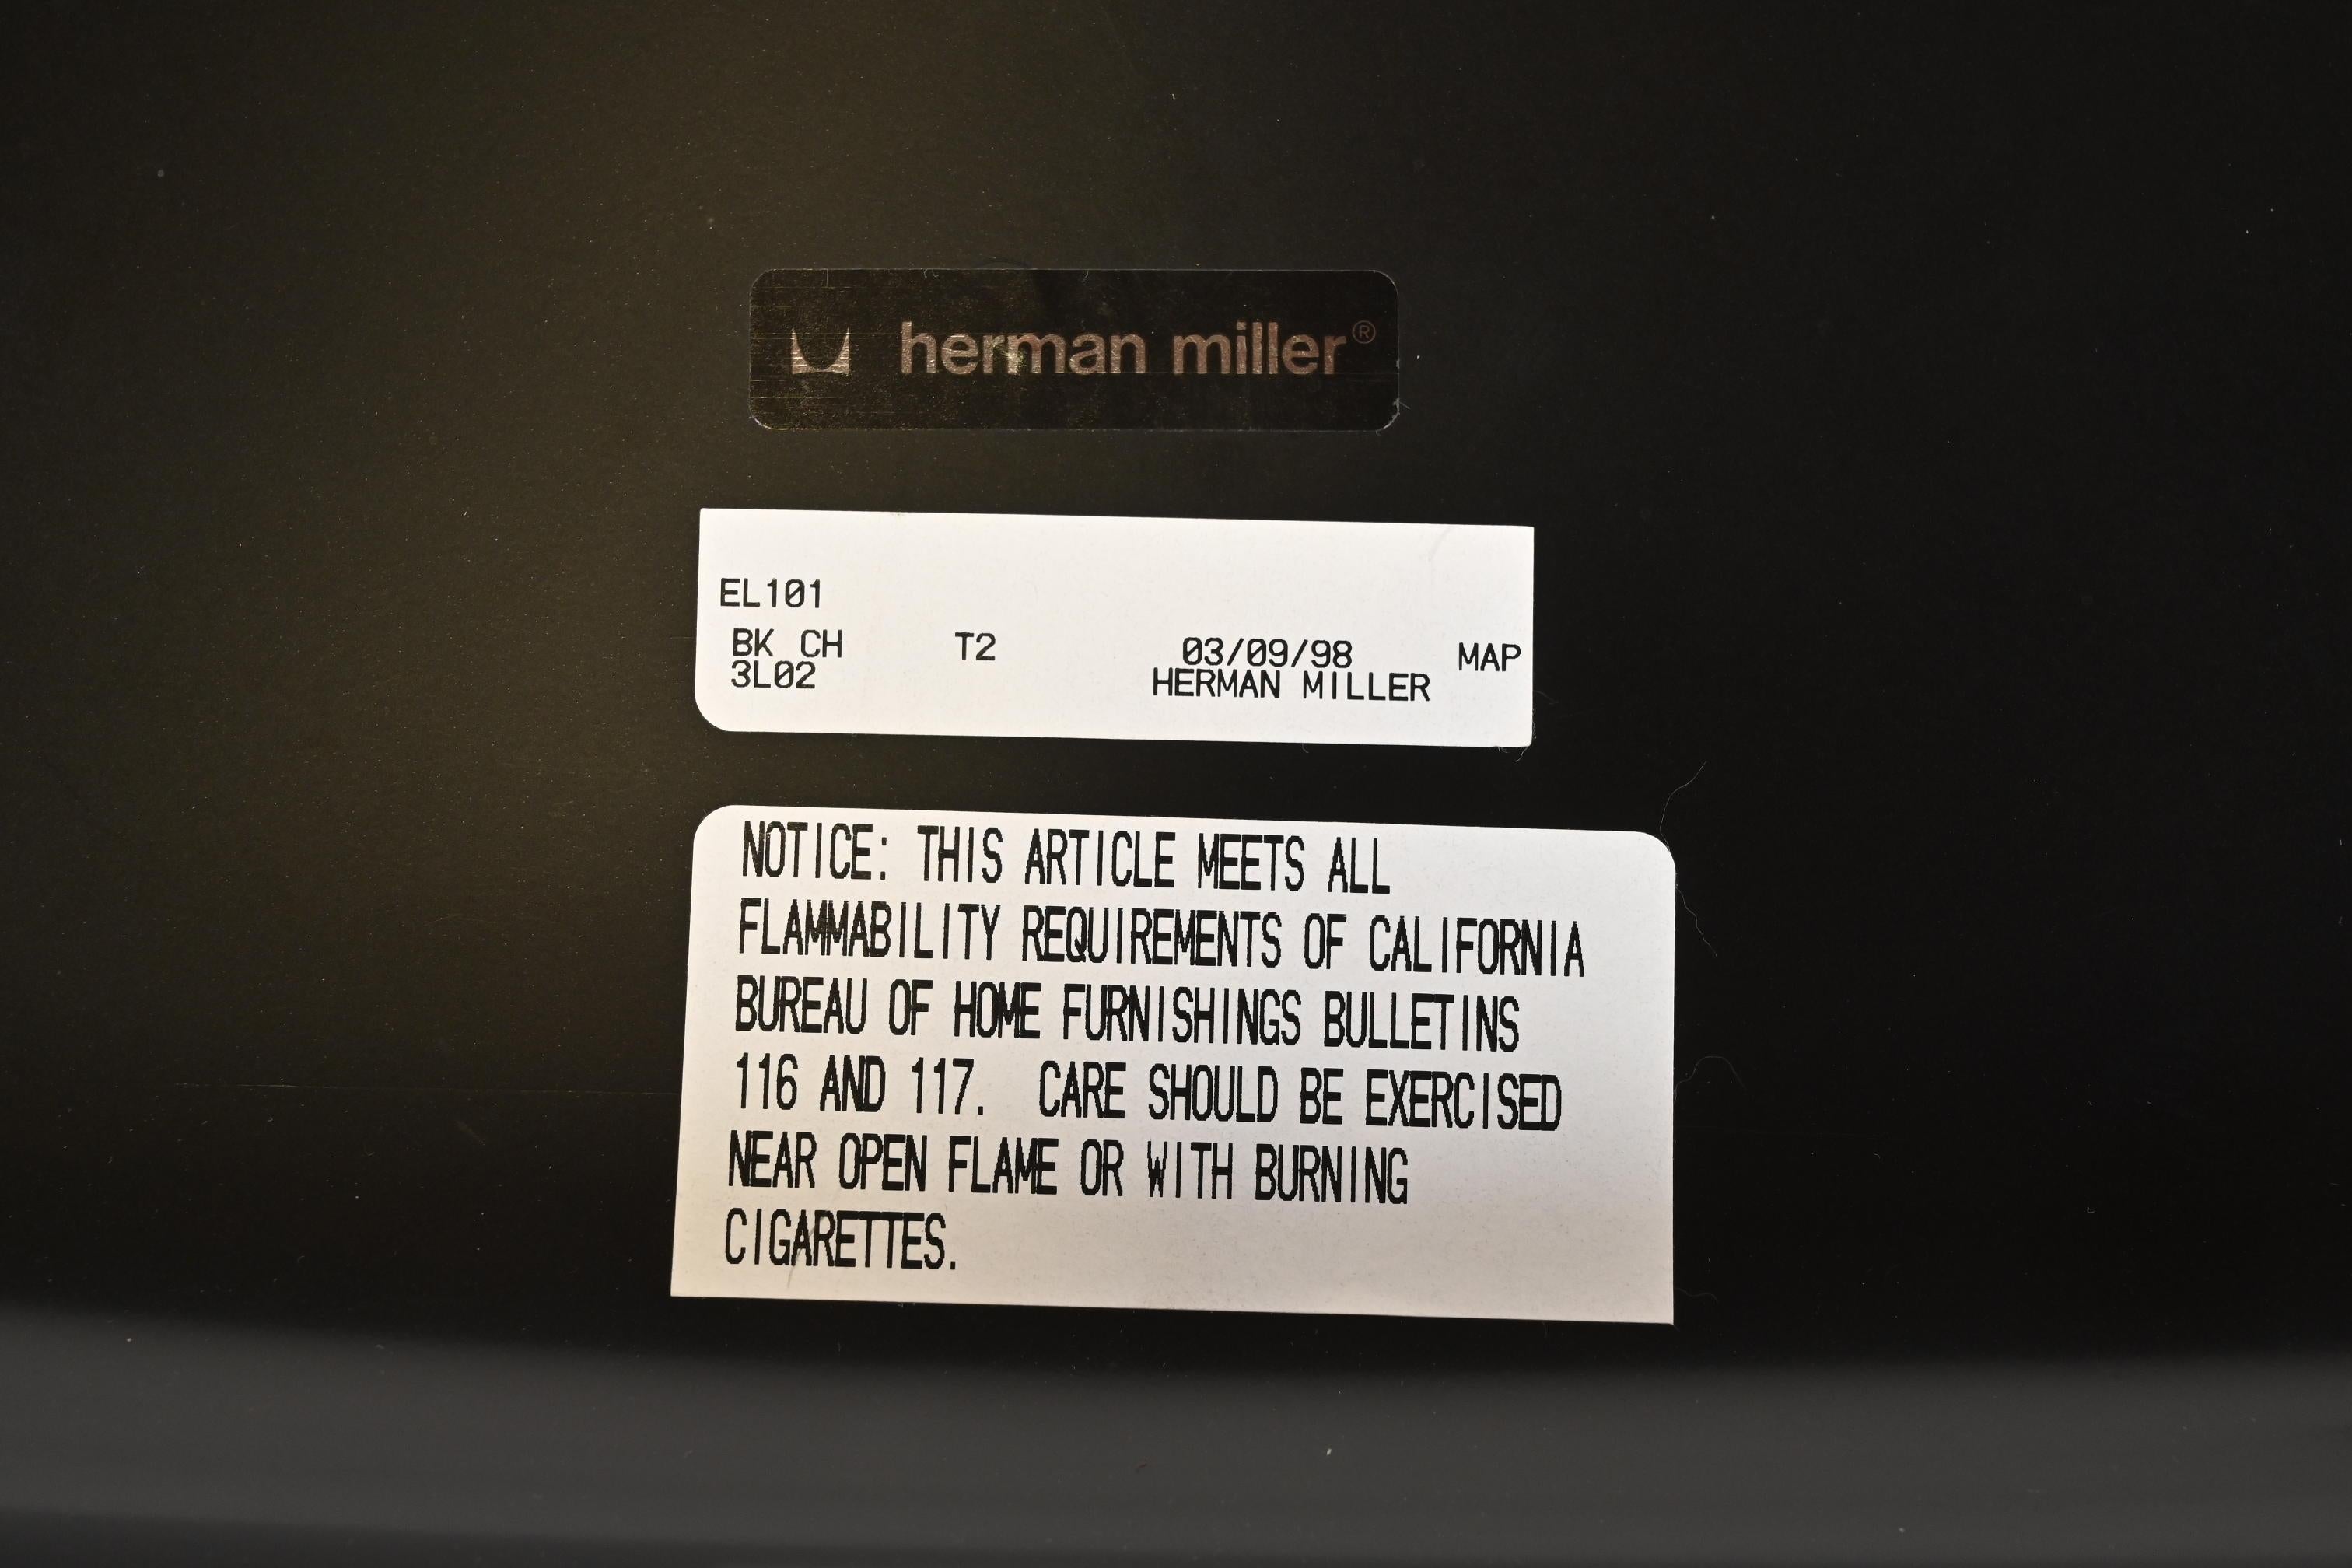 herman miller®
EL101
BK CH T2 03/09/98 MAP
3L02 HERMAN MILLER
NOTICE: THIS ARTICLE MEETS ALL
FLAMMABILITY REQUIREMENTS OF CALIFORNIA
BUREAU OF HOME FURNISHINGS BULLETINS
116 AND 117. CARE SHOULD BE EXERCISED
NEAR OPEN FLAME OR WITH BURNING
CIGARETTES.